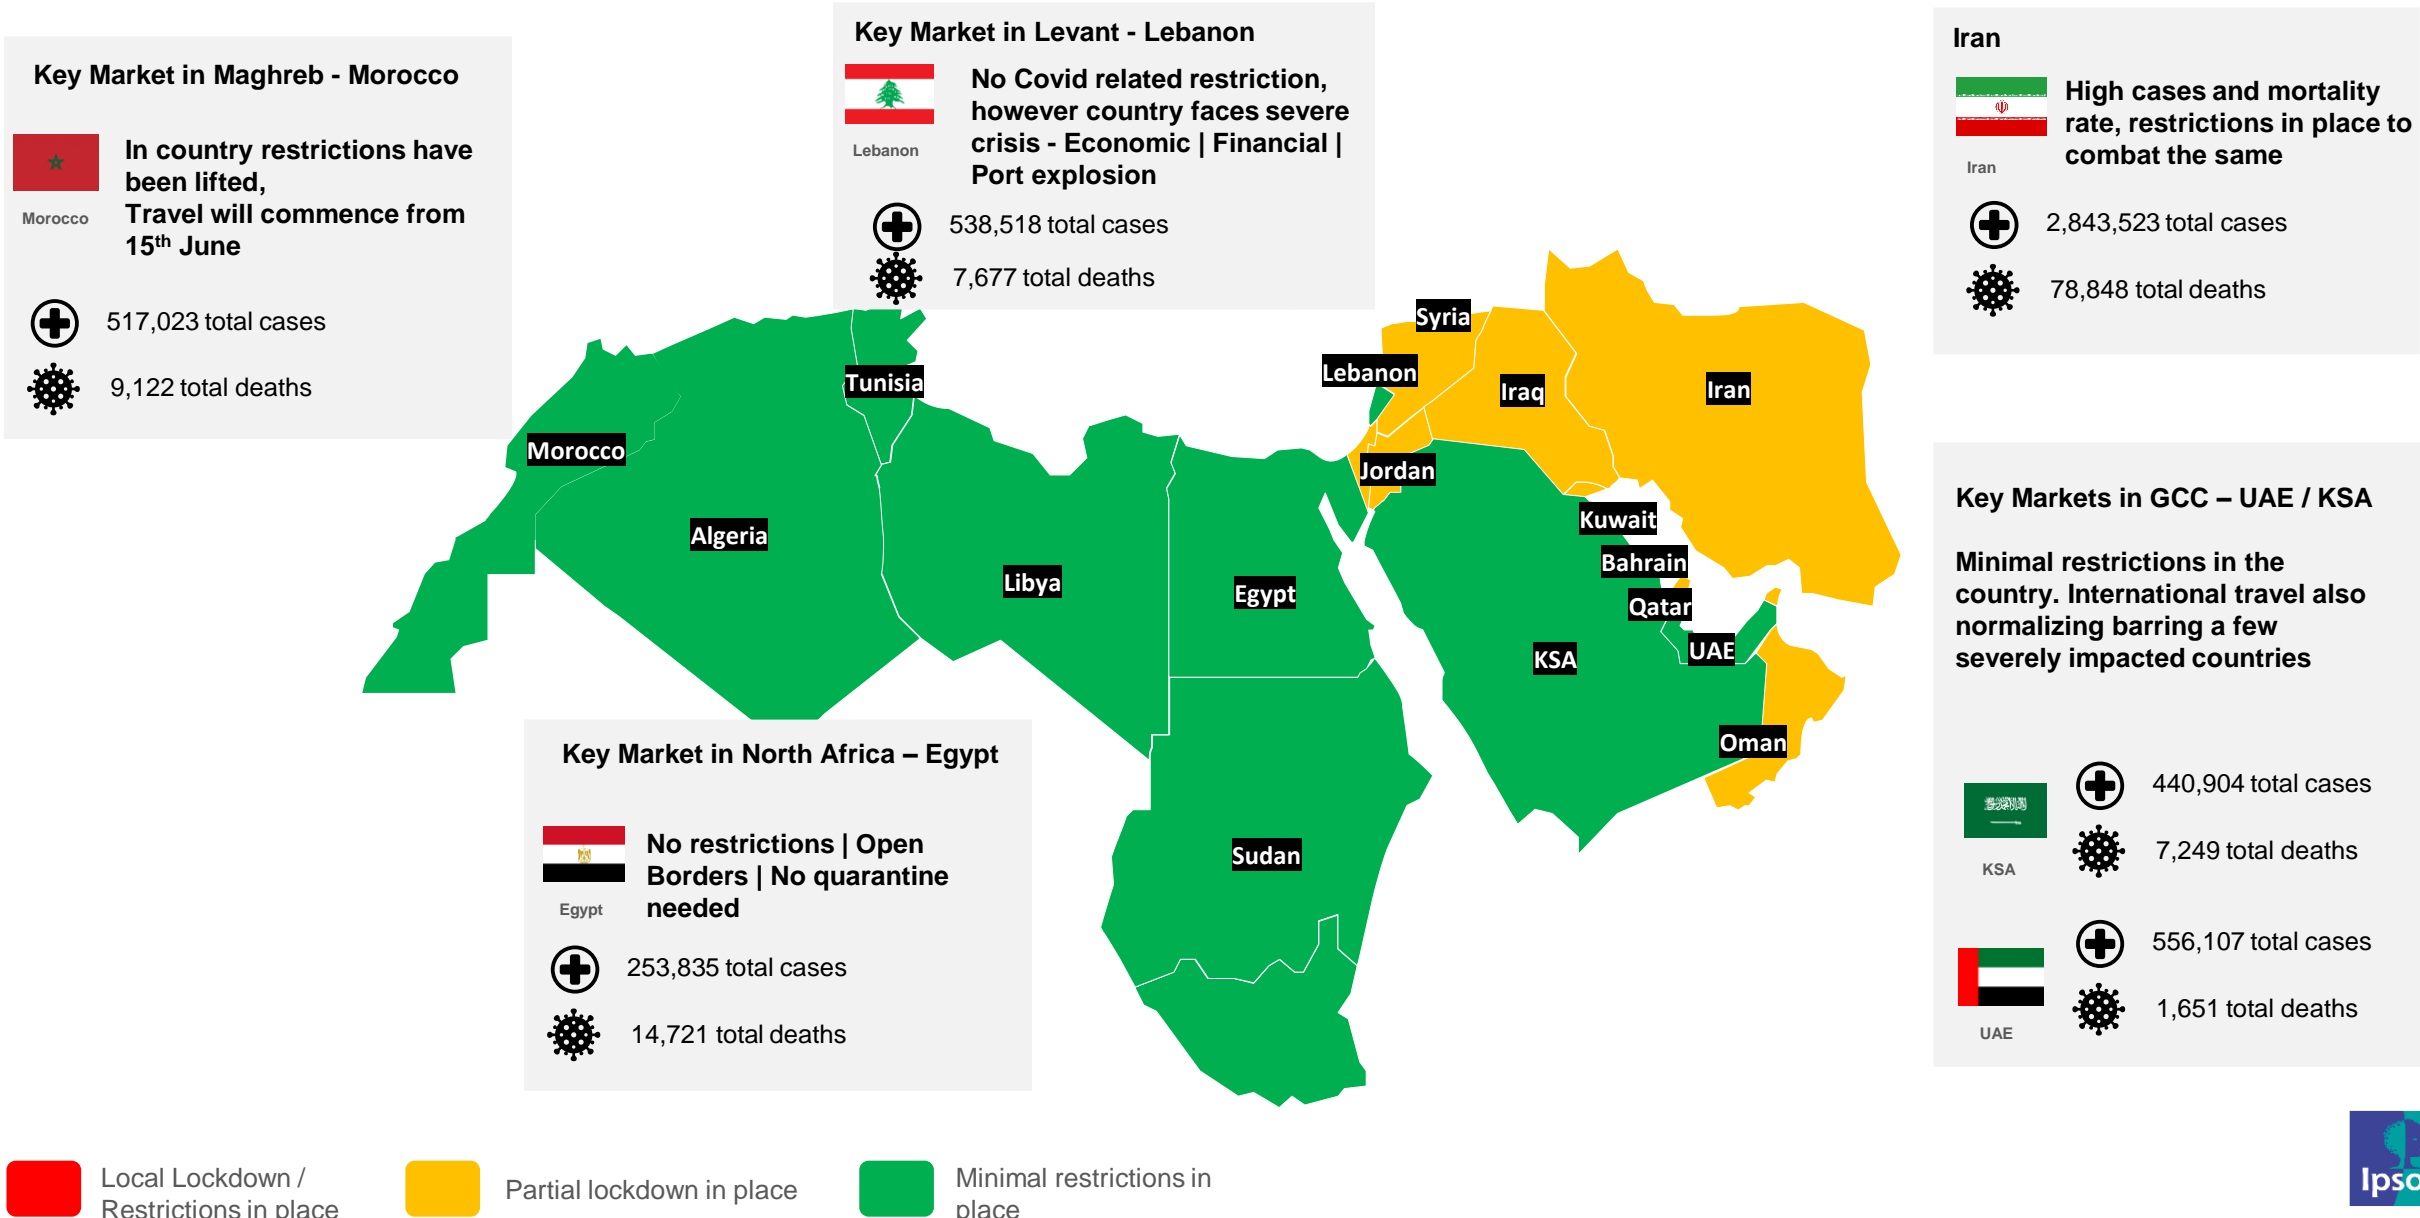 Key Market in Maghreb - Morocco
Morocco
In country restrictions have
been lifted,
Travel will commence from
15th June
517,023 total cases
9,122 total deaths
Key Market in Levant - Lebanon
Lebanon
No Covid related restriction,
however country faces severe
crisis - Economic | Financial |
Port explosion
538,518 total cases
7,677 total deaths
Iran
Iran
High cases and mortality
rate, restrictions in place to
combat the same
2,843,523 total cases
78,848 total deaths
Syria
Lebanon
Tunisia
Iraq
Iran
Morocco
Jordan
Algeria
Kuwait
Bahrain
Libya
Egypt
Qatar
KSA
UAE
Oman
Sudan
Key Markets in GCC – UAE / KSA
Minimal restrictions in the
country. International travel also
normalizing barring a few
severely impacted countries
KSA
440,904 total cases
7,249 total deaths
UAE
556,107 total cases
1,651 total deaths
Key Market in North Africa – Egypt
Egypt
No restrictions | Open
Borders | No quarantine
needed
253,835 total cases
14,721 total deaths
Local Lockdown /
Restrictions in place
Partial lockdown in place
Minimal restrictions in
place